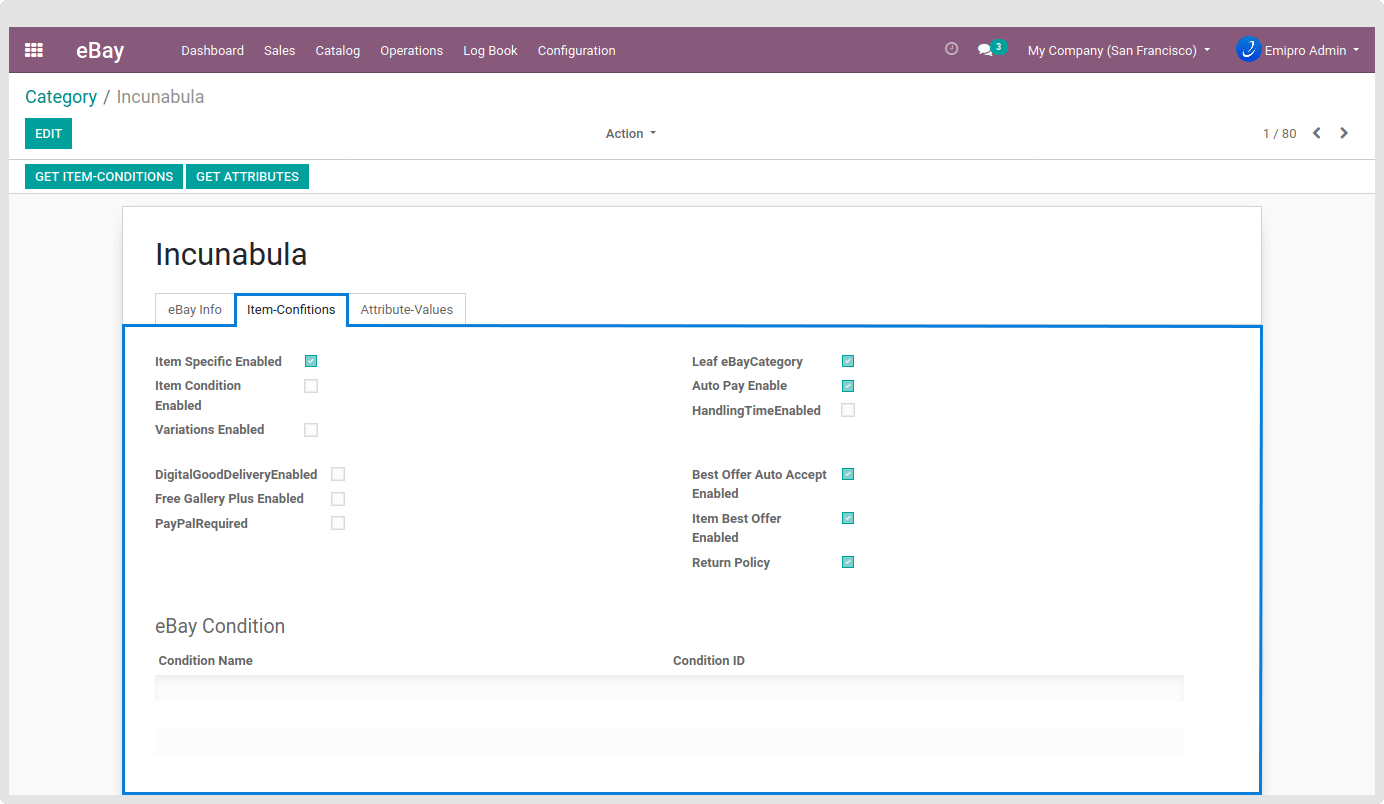 eBay Dashboard Sales Catalog Operations Log Book Configuration 3 My Company (San Francisco) Emipro Admin
Category / Incunabula
EDIT Action 1 / 80
GET ITEM-CONDITIONS GET ATTRIBUTES
Incunabula
eBay Info Item-Confitions Attribute-Values
Item Specific Enabled Leaf eBayCategory
Item Condition Auto Pay Enable
Enabled HandlingTimeEnabled
Variations Enabled
DigitalGoodDeliveryEnabled Best Offer Auto Accept
Free Gallery Plus Enabled Enabled
PayPalRequired Item Best Offer
Enabled
Return Policy
eBay Condition
Condition Name Condition ID